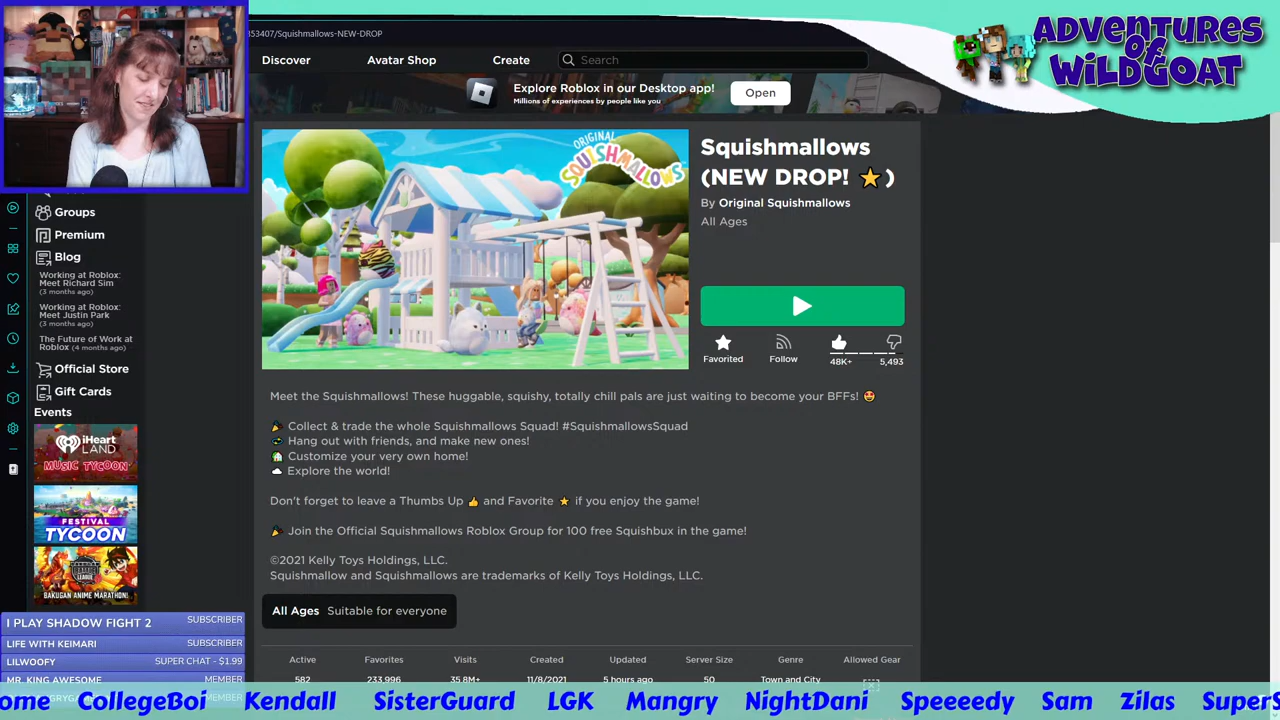 353407/Squishmallows-NEW-DROP
ADVENTURES
OF
WILDGOAT
Discover
Avatar Shop
Create
Search
Explore Roblox in our Desktop app!
Millions of experiences by people like you
Open
ORIGINAL
SQUISHMALLOWS
Squishmallows
(NEW DROP! ⭐ )
By Original Squishmallows
All Ages
Favorited
Follow
48K+
5,493
Groups
Premium
Blog
Working at Roblox:
Meet Richard Sim
(3 months ago)
Working at Roblox:
Meet Justin Park
(3 months ago)
The Future of Work at
Roblox (4 months ago)
Official Store
Gift Cards
Events
iHeart
LAND
MUSIC TYCOON
FESTIVAL
TYCOON
BAKUGAN ANIME MARATHON!
Meet the Squishmallows! These huggable, squishy, totally chill pals are just waiting to become your BFFs! 😍
🎉 Collect & trade the whole Squishmallows Squad! #SquishmallowsSquad
Hang out with friends, and make new ones!
🏠 Customize your very own home!
☁️ Explore the world!
Don't forget to leave a Thumbs Up 👍 and Favorite ⭐ if you enjoy the game!
🎉 Join the Official Squishmallows Roblox Group for 100 free Squishbux in the game!
©2021 Kelly Toys Holdings, LLC.
Squishmallow and Squishmallows are trademarks of Kelly Toys Holdings, LLC.
All Ages Suitable for everyone
Active Favorites Visits Created Updated Server Size Genre Allowed Gear
582 233,996 35.8M+ 11/8/2021 5 hours ago 50 Town and City
I PLAY SHADOW FIGHT 2 SUBSCRIBER
LIFE WITH KEIMARI SUBSCRIBER
LILWOOFY SUPER CHAT - $1.99
MR. KING AWESOME MEMBER
MEMBER
ome CollegeBoi Kendall SisterGuard LGK Mangry NightDani Speeeedy Sam Zilas SuperS